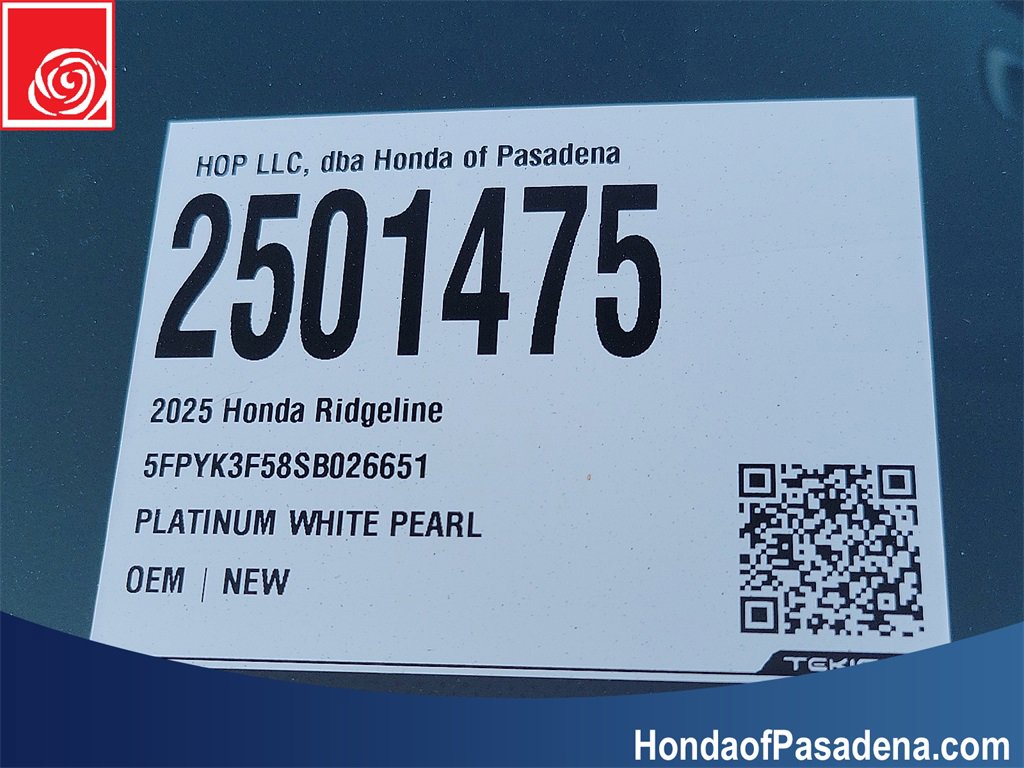 HOP LLC, dba Honda of Pasadena
2501475
2025 Honda Ridgeline
5FPYK3F58SB026651
PLATINUM WHITE PEARL
OEM | NEW
HondaofPasadena.com